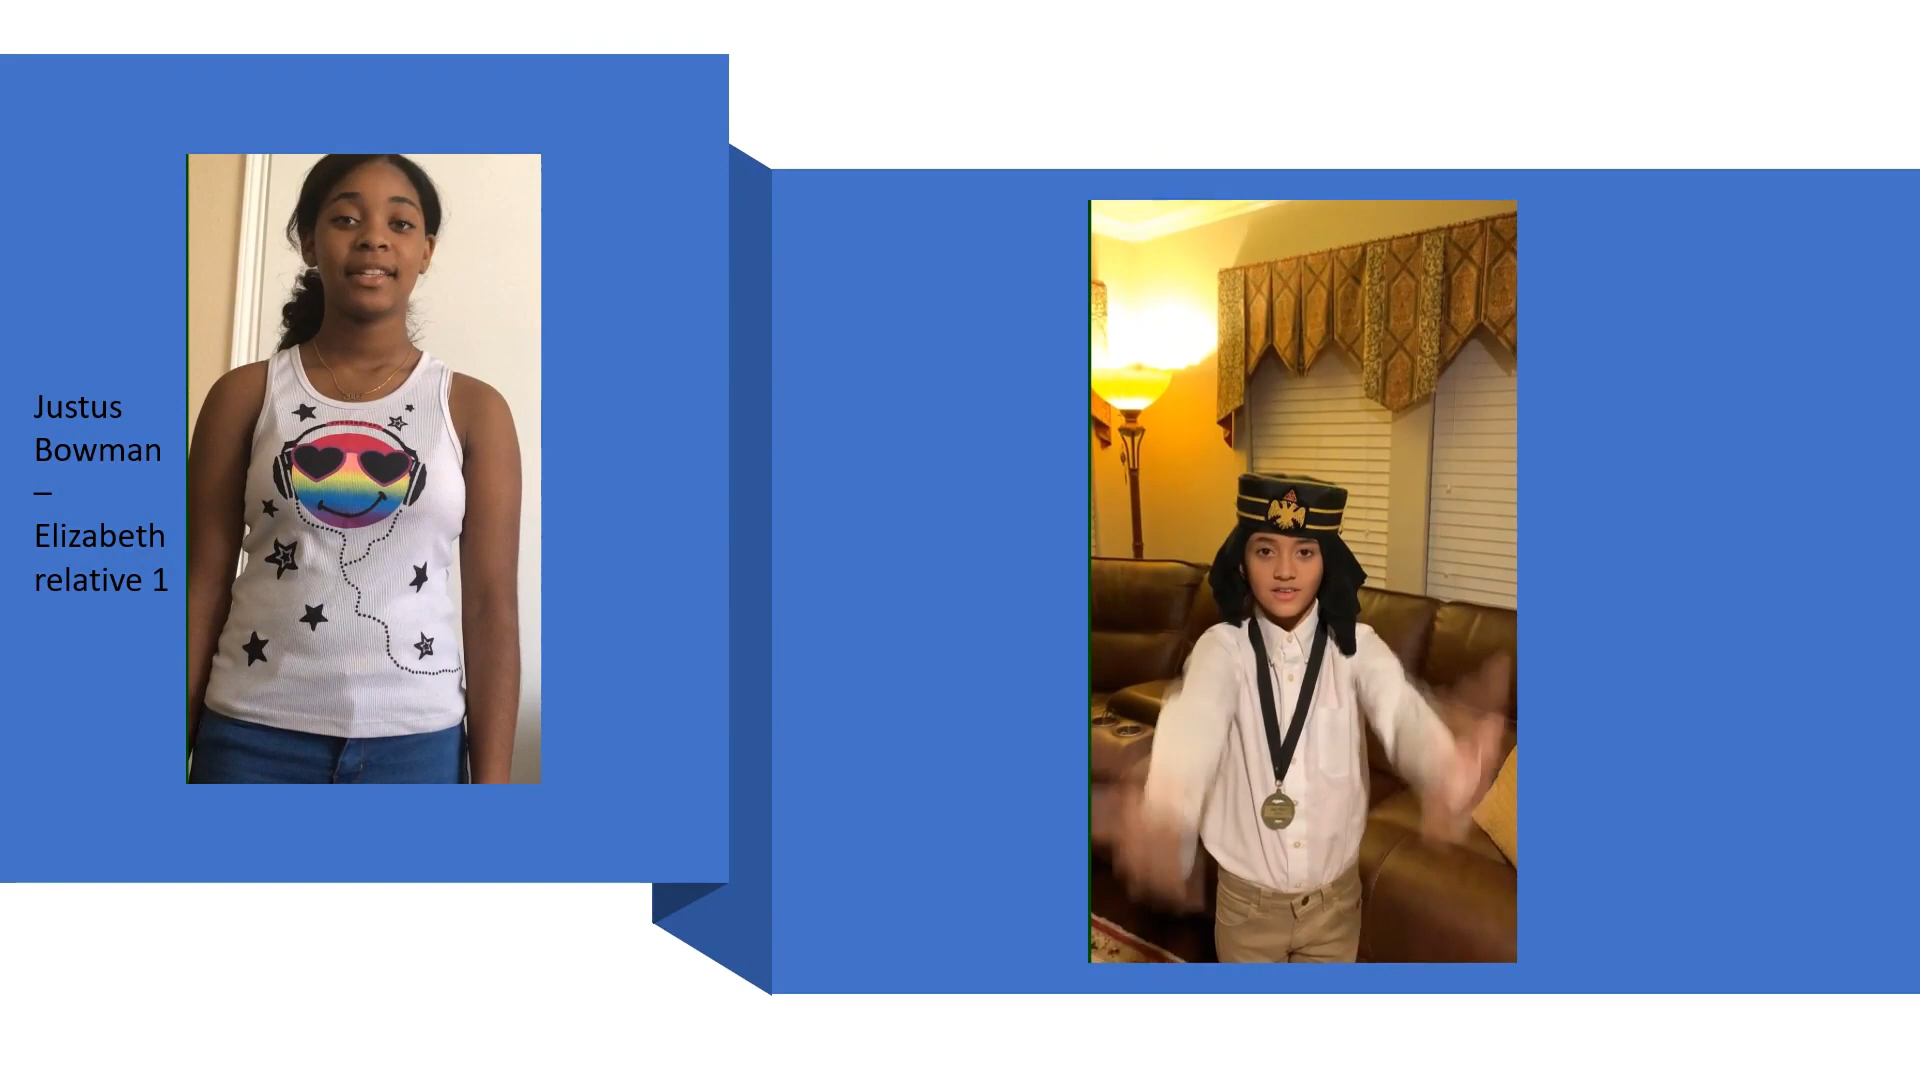 Justus
Bowman
–
Elizabeth
relative 1